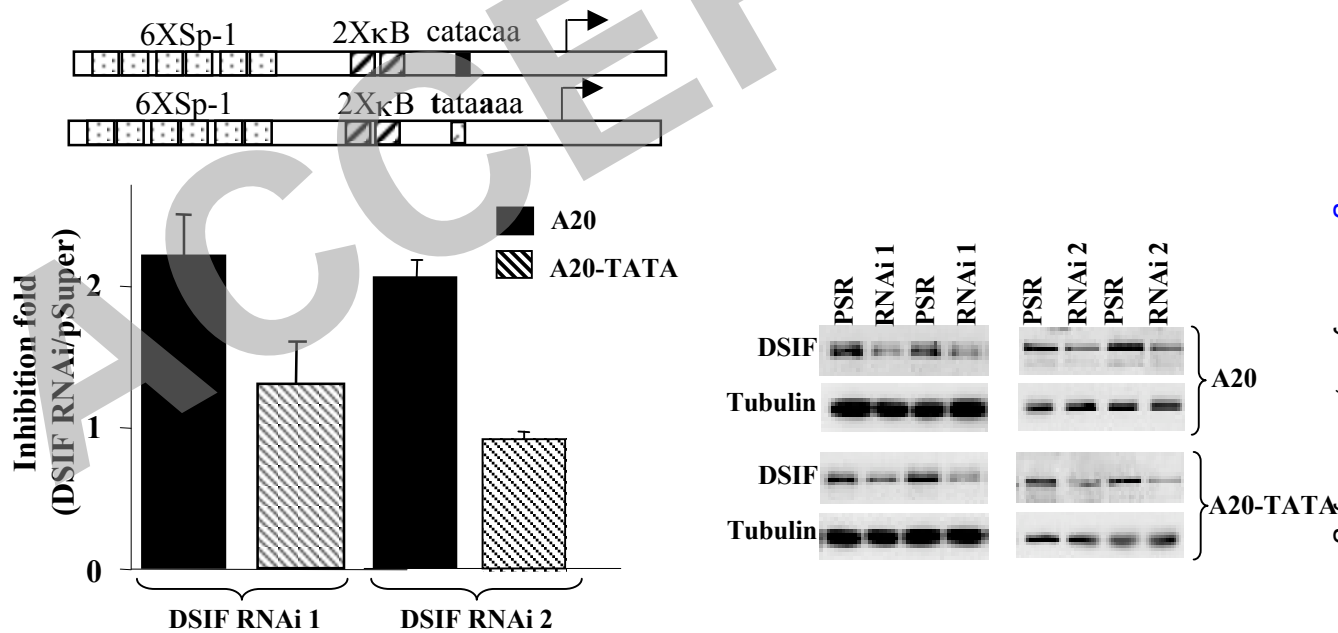 6XSp-1 2XκB catacaa
6XSp-1 2XκB tataaaa
A20
A20-TATA
Inhibition fold
(DSIF RNAi/pSuper)
2
1
0
DSIF RNAi 1 DSIF RNAi 2
PSR RNAi 1 PSR RNAi 1 PSR RNAi 2 PSR RNAi 2
DSIF
Tubulin
A20
DSIF
Tubulin
A20-TATA
ACCE